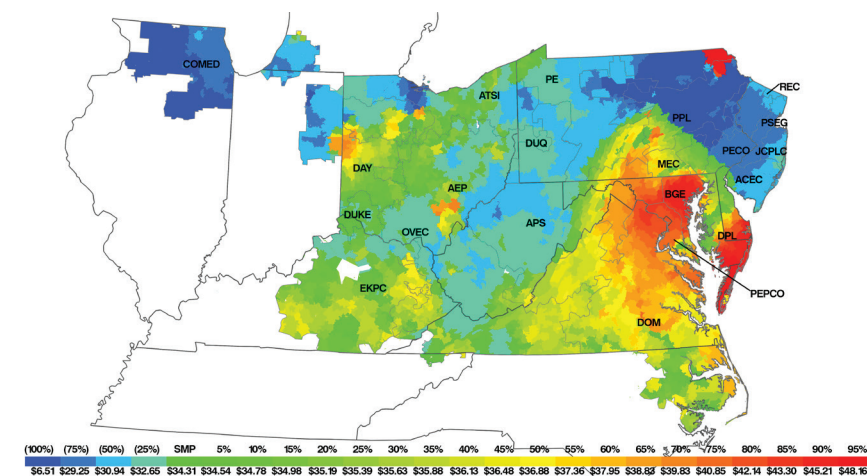 COMED
PE
ATSI
REC
PPL
PSEG
DUQ
PECO JCPLC
MEC
DAY
ACEC
AEP
BGE
DUKE
APS
OVEC
DPL
EKPC
PEPCO
DOM
(100%) (75%) (50%) (25%) SMP 5% 10% 15% 20% 25% 30% 35% 40% 45% 50% 55% 60% 65% 70% 75% 80% 85% 90% 95%
$6.51 $29.25 $30.94 $32.65 $34.31 $34.54 $34.78 $34.98 $35.19 $35.39 $35.63 $35.88 $36.13 $36.48 $36.88 $37.36 $37.95 $38.82 $39.83 $40.85 $42.14 $43.30 $45.21